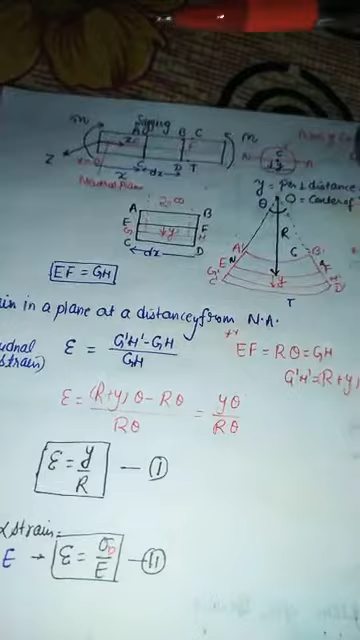 m Sagging m
A B C
Z x=0 x C dx D T
Neutral Plane
N C A
y = per⊥ distance
O = Center of
A B
E F
G y H
C dx D
θ R
A' C B'
E N A F
G' y H'
C' D'
T
EF = GH
ain in a plane at a distance y from N.A.
udnal
strain) ε = G'H' - GH / GH
EF = Rθ = GH
G'H' = R+y)
ε = (R+y)θ - Rθ / Rθ = yθ / Rθ
ε = y / R — I
α strain.
E → ε = σb / E — II